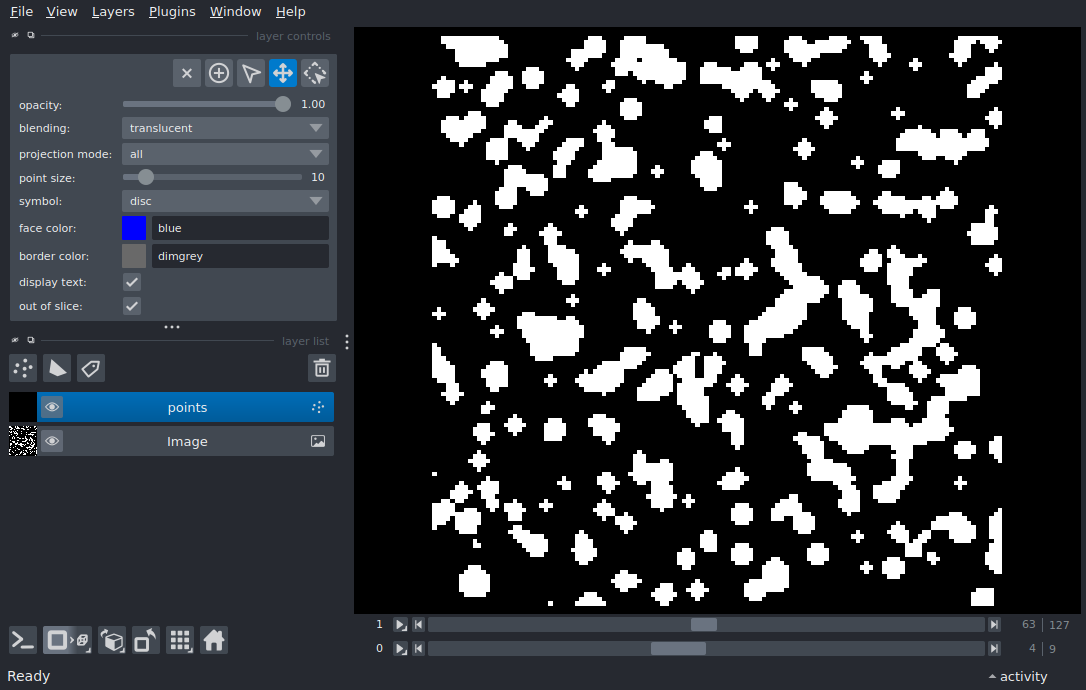 File View Layers Plugins Window Help
layer controls
opacity: 1.00
blending: translucent
projection mode: all
point size: 10
symbol: disc
face color: blue
border color: dimgrey
display text:
out of slice:
layer list
points
Image
1 63 127
0 4 9
Ready activity